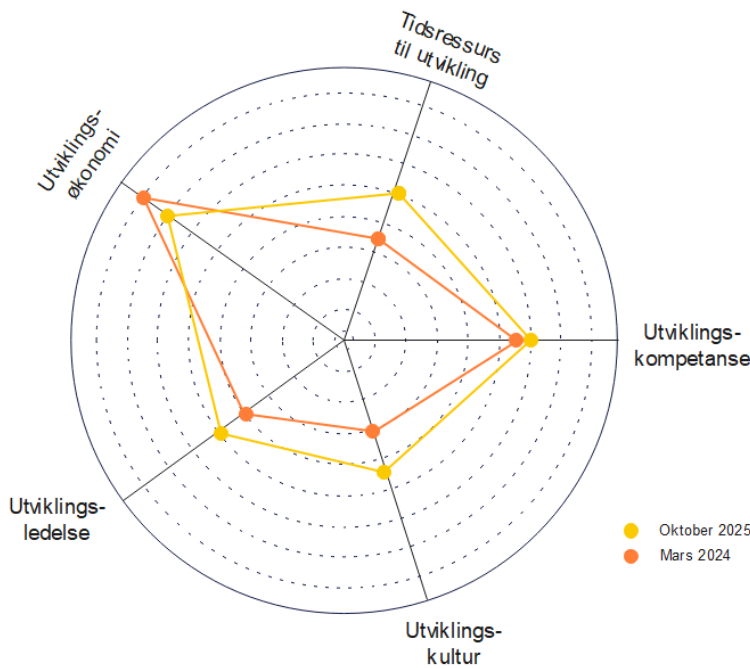 Tidsressurs
til utvikling
Utviklings-
økonomi
Utviklings-
kompetanse
Utviklings-
ledelse
Utviklings-
kultur
Oktober 2025
Mars 2024